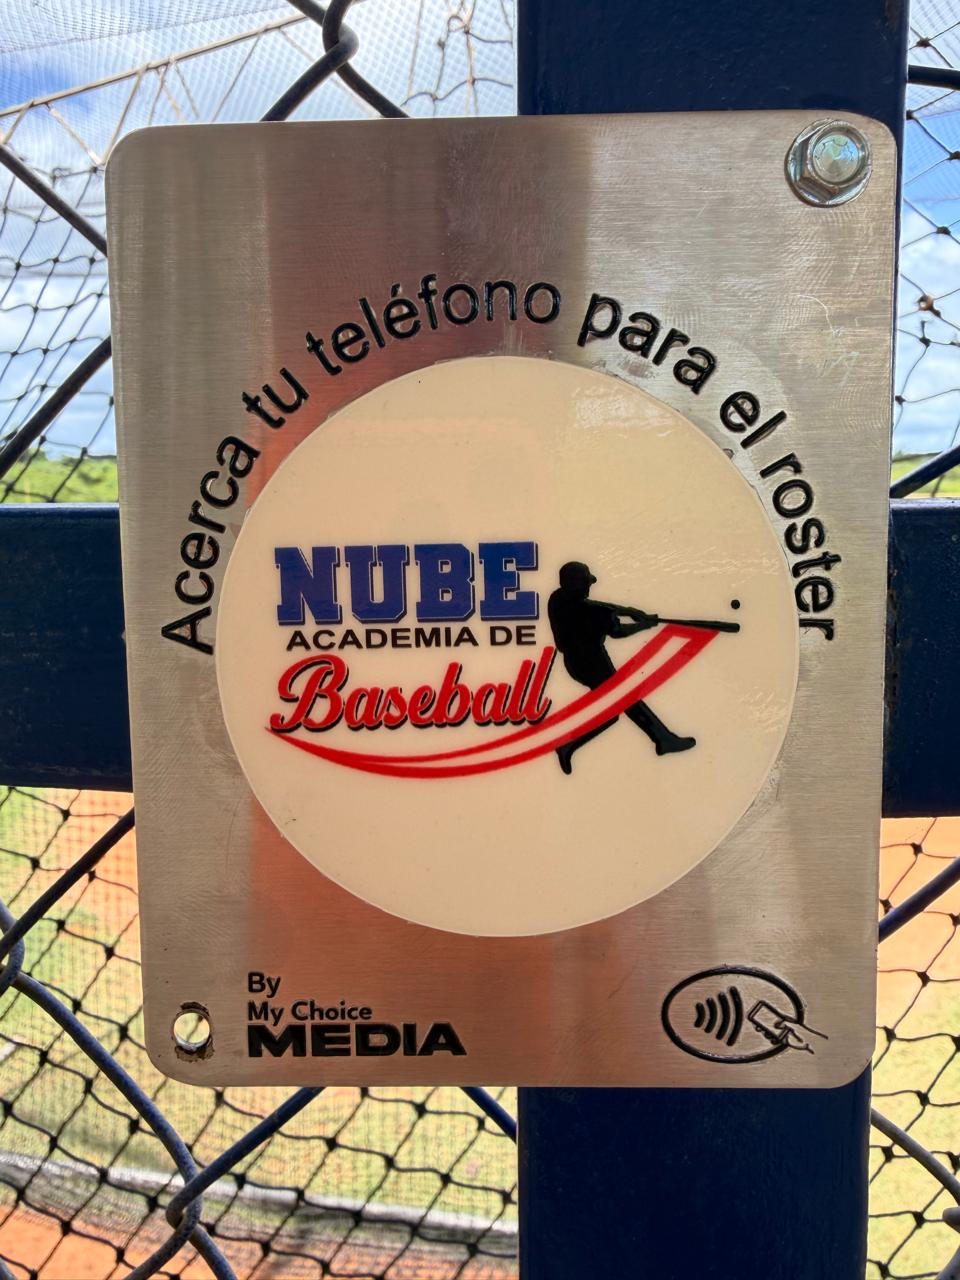 Acerca tu teléfono para el roster
NUBE
ACADEMIA DE
Baseball
By
My Choice
MEDIA